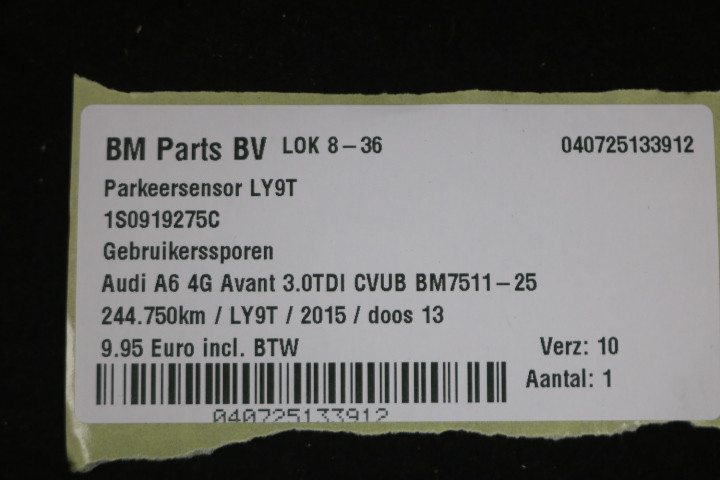 BM Parts BV LOK 8-36 040725133912
Parkeersensor LY9T
1S0919275C
Gebruikerssporen
Audi A6 4G Avant 3.0TDI CVUB BM7511-25
244.750km / LY9T / 2015 / doos 13
9.95 Euro incl. BTW Verz: 10
Aantal: 1
040725133912